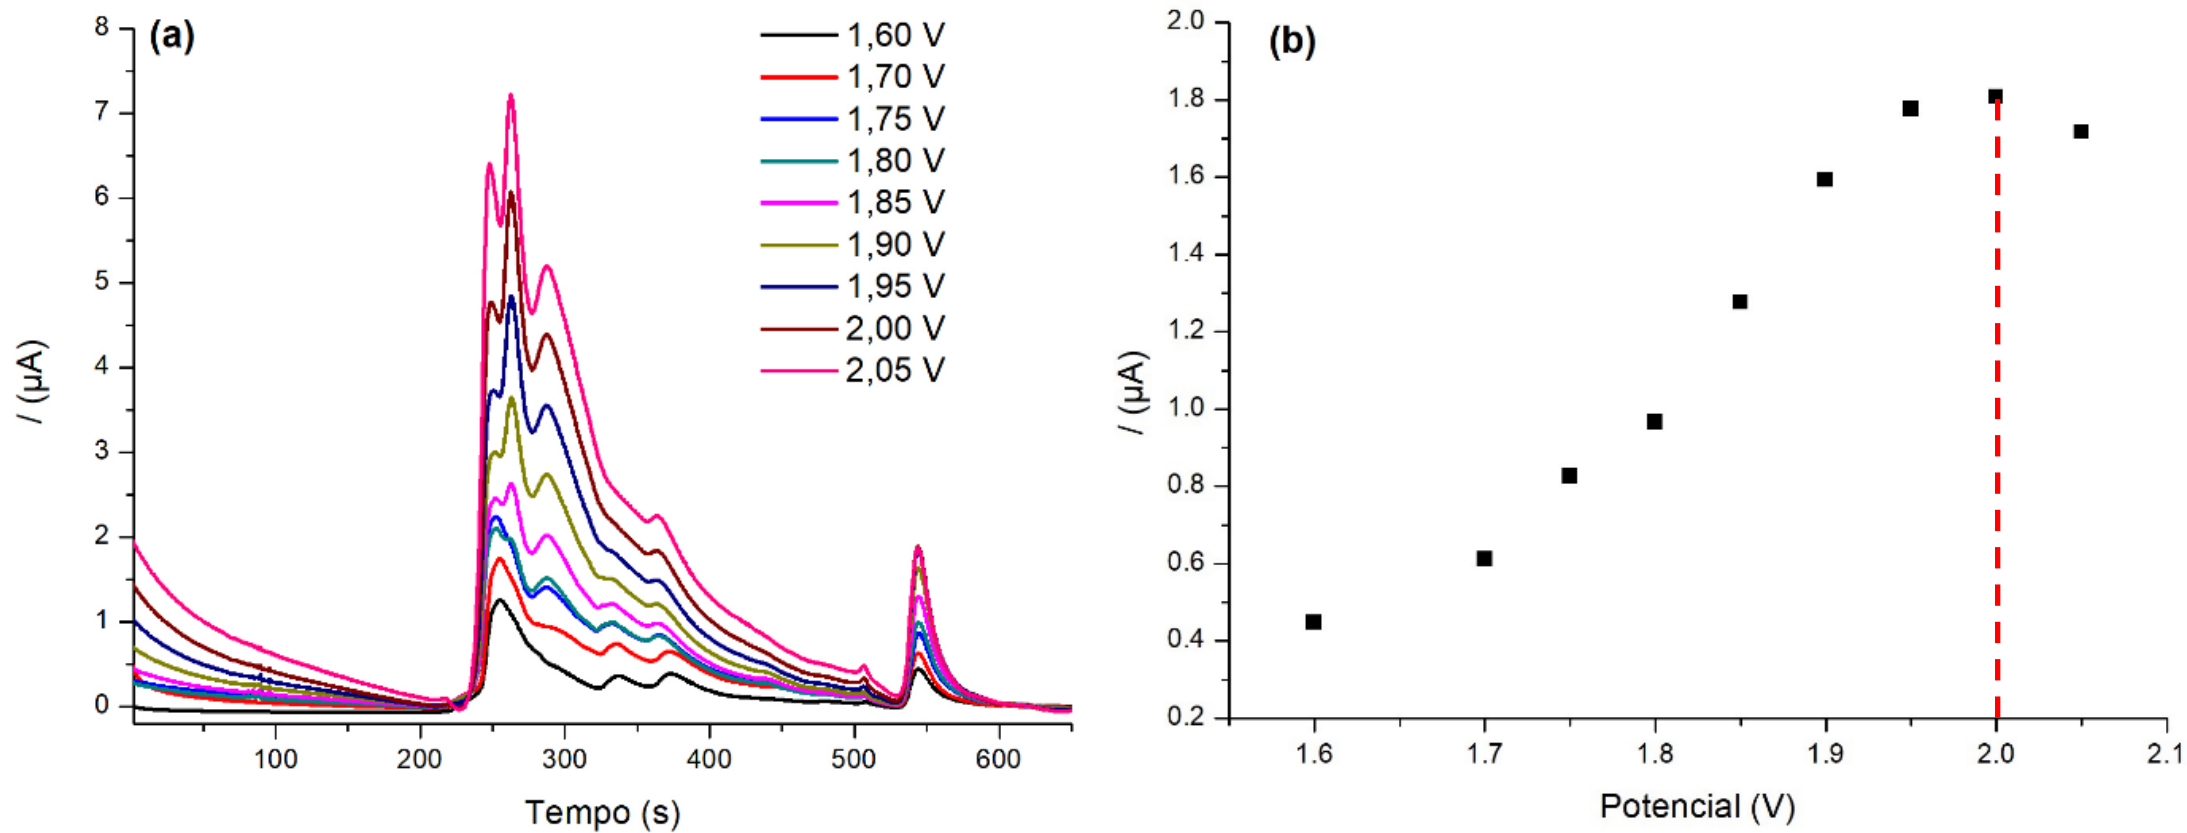 (a)
8
7
6
5
4
3
2
1
0
/ (µA)
100 200 300 400 500 600
Tempo (s)
1,60 V
1,70 V
1,75 V
1,80 V
1,85 V
1,90 V
1,95 V
2,00 V
2,05 V
(b)
2.0
1.8
1.6
1.4
1.2
1.0
0.8
0.6
0.4
0.2
/ (µA)
1.6 1.7 1.8 1.9 2.0 2.1
Potencial (V)